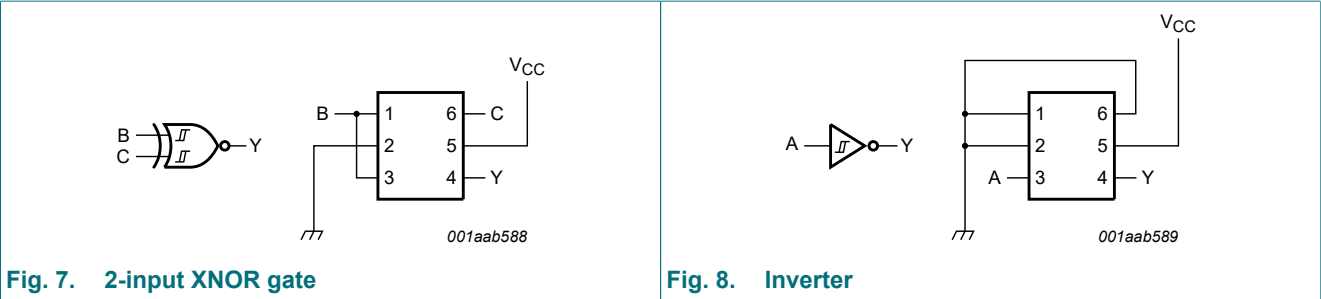 VCC
B
C
Y
B
1
6
C
2
5
3
4
Y
001aab588
Fig. 7. 2-input XNOR gate
VCC
A
Y
1
6
2
5
A
3
4
Y
001aab589
Fig. 8. Inverter